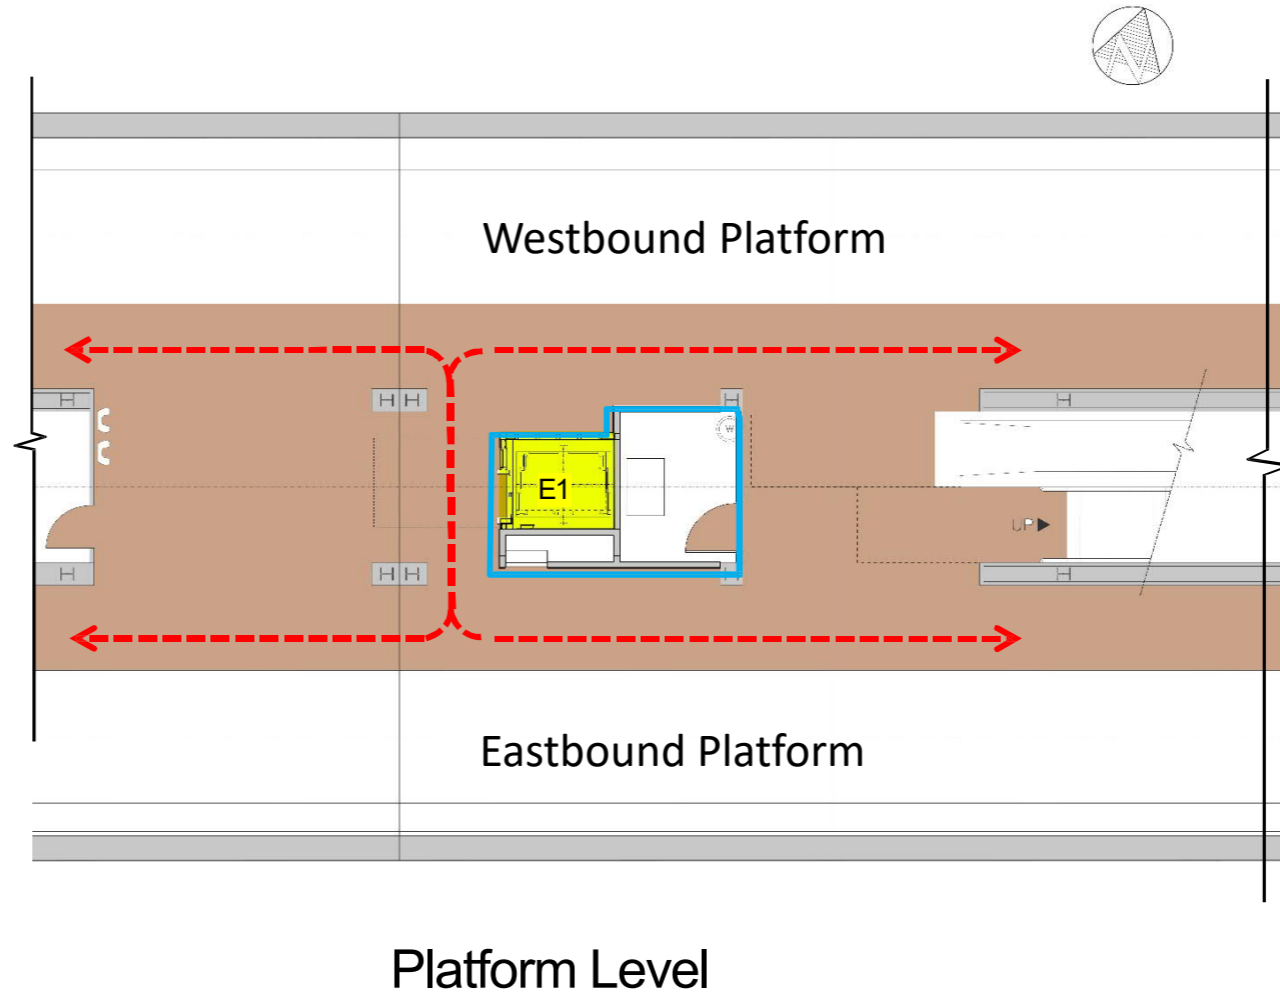 N
Westbound Platform
H
H H
H
H
W
E1
UP
H
H H
H
H
Eastbound Platform
Platform Level